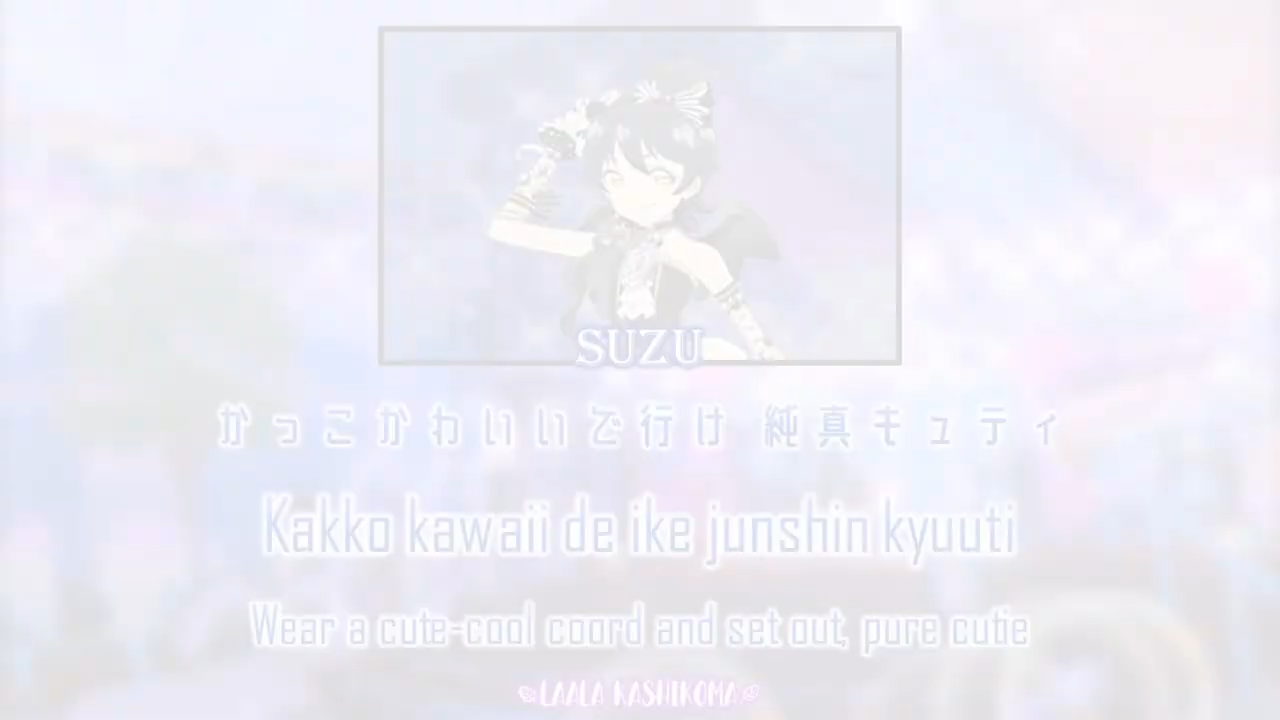 SUZU
かっこかわいいで行け 純真キュティ
Kakko kawaii de ike junshin kyuuti
Wear a cute-cool coord and set out, pure cutie
LAALA KASHIKOMA